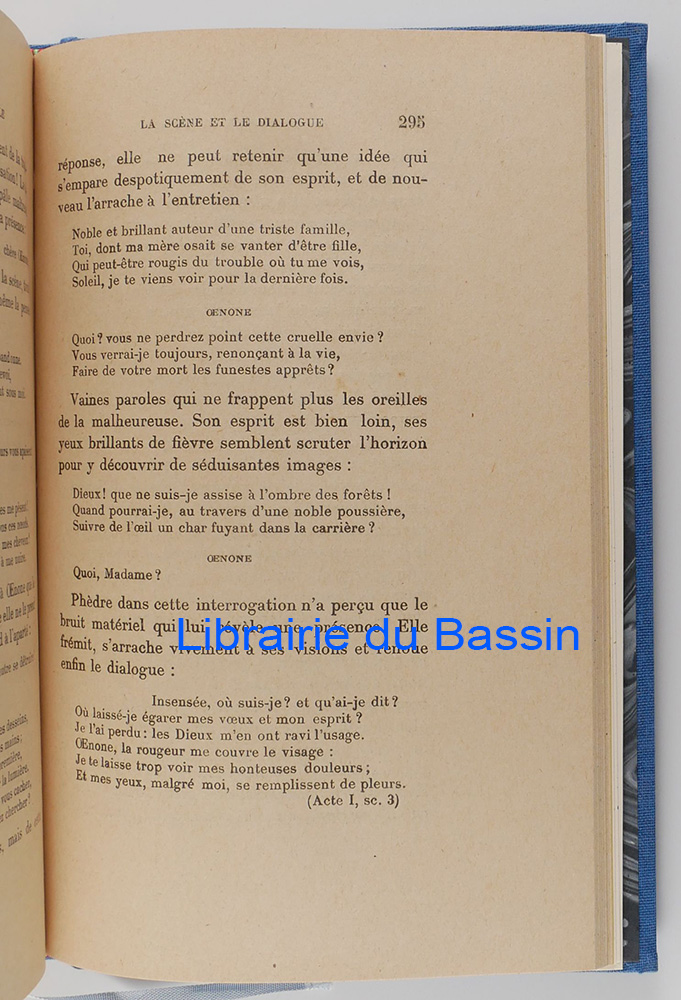 LA SCÈNE ET LE DIALOGUE 295
réponse, elle ne peut retenir qu'une idée qui
s'empare despotiquement de son esprit, et de nou-
veau l'arrache à l'entretien :
Noble et brillant auteur d'une triste famille,
Toi, dont ma mère osait se vanter d'être fille,
Qui peut-être rougis du trouble où tu me vois,
Soleil, je te viens voir pour la dernière fois.
ŒNONE
Quoi? vous ne perdrez point cette cruelle envie ?
Vous verrai-je toujours, renonçant à la vie,
Faire de votre mort les funestes apprêts?
Vaines paroles qui ne frappent plus les oreilles
de la malheureuse. Son esprit est bien loin, ses
yeux brillants de fièvre semblent scruter l'horizon
pour y découvrir de séduisantes images :
Dieux! que ne suis-je assise à l'ombre des forêts !
Quand pourrai-je, au travers d'une noble poussière,
Suivre de l'œil un char fuyant dans la carrière ?
ŒNONE
Quoi, Madame ?
Phèdre dans cette interrogation n'a perçu que le
bruit matériel qui lui révèle une présence. Elle
frémit, s'arrache vivement à ses visions et renoue
enfin le dialogue :
Librairie du Bassin
Insensée, où suis-je? et qu'ai-je dit?
Où laissé-je égarer mes vœux et mon esprit ?
Je l'ai perdu : les Dieux m'en ont ravi l'usage.
Œnone, la rougeur me couvre le visage :
Je te laisse trop voir mes honteuses douleurs ;
Et mes yeux, malgré moi, se remplissent de pleurs.
(Acte I, sc. 3)